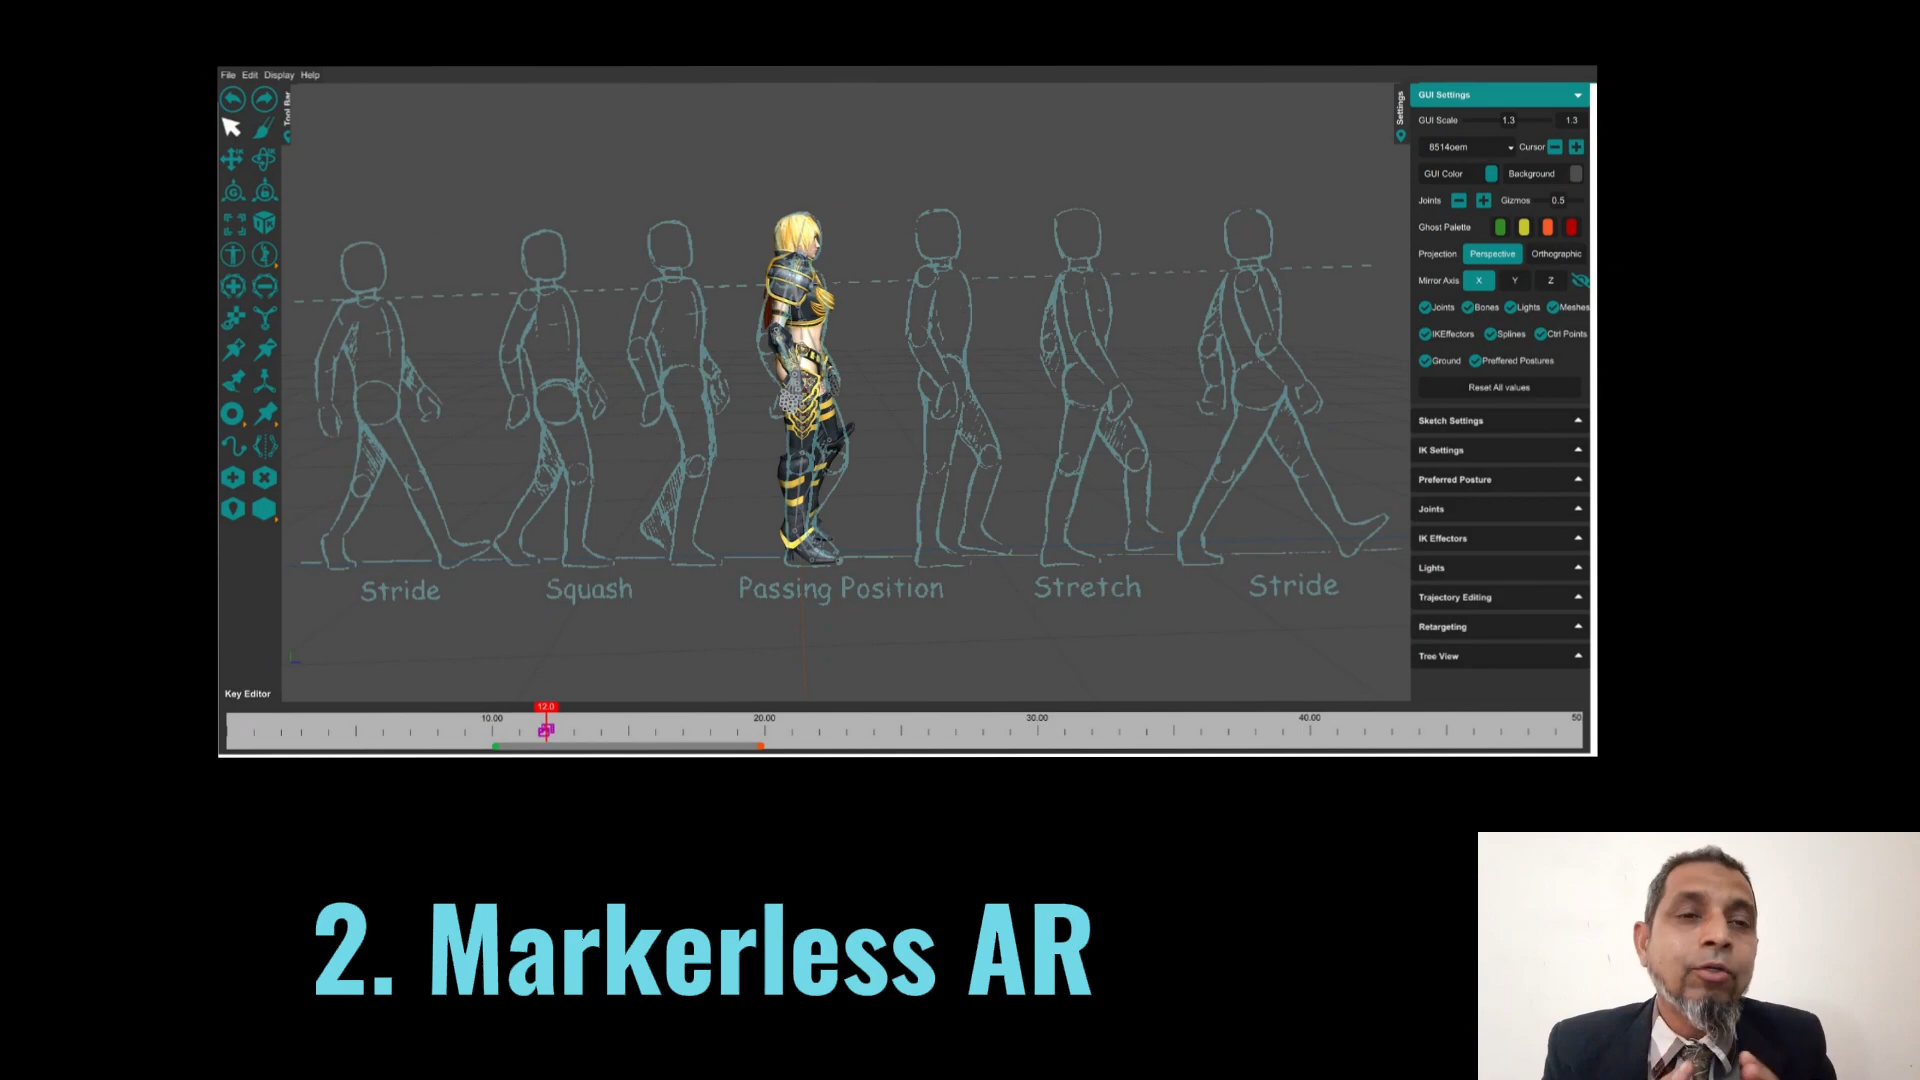 File Edit Display Help
Tool Bar
Settings
GUI Settings
GUI Scale 1.3 1.3
8514oem Cursor
GUI Color Background
Joints Gizmos 0.5
Ghost Palette
Projection Perspective Orthographic
Mirror Axis X Y Z
Joints Bones Lights Meshes
IKEffectors Splines Ctrl Points
Ground Preffered Postures
Reset All values
Sketch Settings
IK Settings
Preferred Posture
Joints
IK Effectors
Lights
Trajectory Editing
Retargeting
Tree View
Stride Squash Passing Position Stretch Stride
Key Editor
12.0
10.00 20.00 30.00 40.00 50
2. Markerless AR